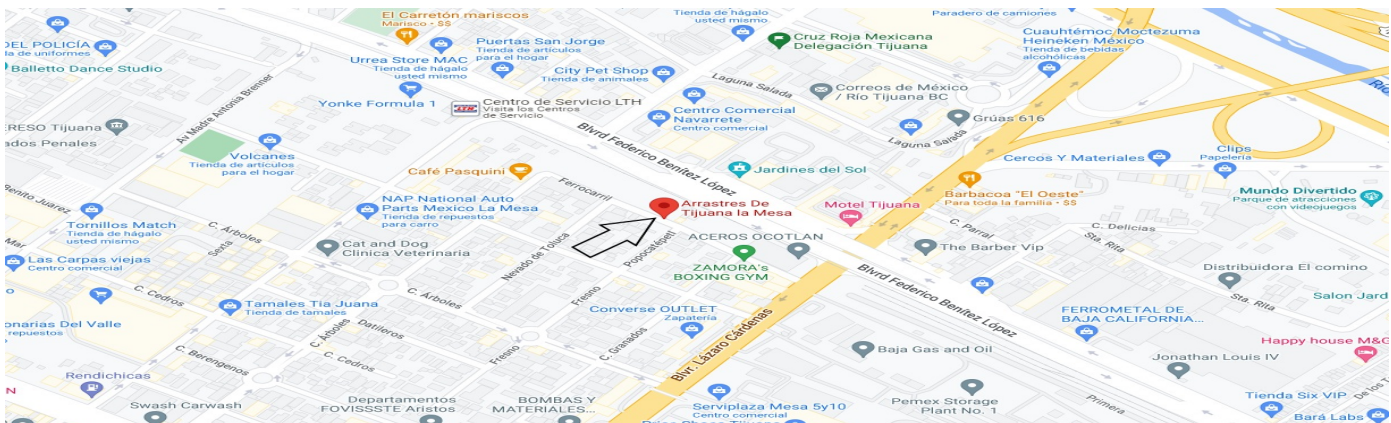 El Carretón mariscos
Marisco • $$
Tienda de hágalo
usted mismo
Paradero de camiones
DEL POLICÍA
da de uniformes
Balletto Dance Studio
Puertas San Jorge
Tienda de artículos
para el hogar
Urrea Store MAC
Tienda de hágalo
usted mismo
Cruz Roja Mexicana
Delegación Tijuana
Cuauhtémoc Moctezuma
Heineken México
Tienda de bebidas
alcohólicas
City Pet Shop
Tienda de animales
Laguna Salada
Correos de México
/ Río Tijuana BC
Yonke Formula 1
LTH
Centro de Servicio LTH
Visita los Centros
de Servicio
Centro Comercial
Navarrete
Centro comercial
Grúas 616
Av Madre Antonia Brenner
ERESO Tijuana
ados Penales
Blvrd Federico Benítez López
Laguna Salada
Volcanes
Tienda de artículos
para el hogar
Café Pasquini
Ferrocarril
Jardines del Sol
Cercos Y Materiales
Clips
Papelería
Benito Juarez
NAP National Auto
Parts Mexico La Mesa
Tienda de repuestos
para carro
Arrastres De
Tijuana la Mesa
Motel Tijuana
Barbacoa "El Oeste"
Para toda la familia • $$
Mundo Divertido
Parque de atracciones
con videojuegos
Tornillos Match
Tienda de hágalo
usted mismo
Mar
Sexta
C. Árboles
Cat and Dog
Clinica Veterinaria
Nevado de Toluca
Popocatépetl
ACEROS OCOTLAN
ZAMORA's
BOXING GYM
C. Parral
C. Delicias
Sta. Rita
The Barber Vip
Las Carpas viejas
Centro comercial
C. Cedros
Tamales Tia Juana
Tienda de tamales
C. Árboles
Fresno
Converse OUTLET
Zapatería
Blvrd Federico Benítez López
Distribuidora El comino
Sta. Rita
Salon Jard
FERROMETAL DE
BAJA CALIFORNIA...
onarias Del Valle
repuestos
C. Árboles
Datileros
C. Cedros
C. Berengenos
Fresno
C. Granados
Blvr. Lázaro Cárdenas
Baja Gas and Oil
Happy house M&G
Jonathan Louis IV
Rendichicas
N
Swash Carwash
Departamentos
FOVISSSTE Aristos
BOMBAS Y
MATERIALES...
Serviplaza Mesa 5y10
Centro comercial
Pemex Storage
Plant No. 1
Primera
Tienda Six VIP
De los T
Bará Labs